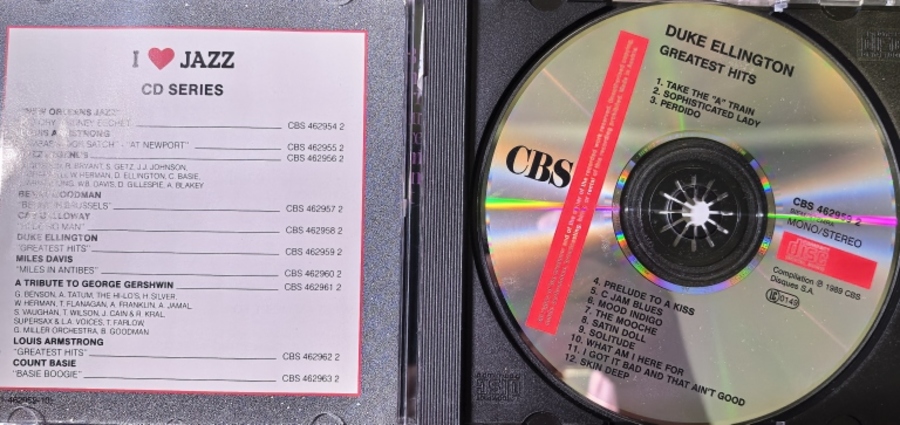 I ♥ JAZZ
CD SERIES
"NEW ORLEANS JAZZ"
CBS 462954 2
"AT NEWPORT" CBS 462955 2
CBS 462956 2
BRYANT, S. GETZ, J.J. JOHNSON,
W HERMAN, D. ELLINGTON, C. BASIE,
WB. DAVIS, D. GILLESPIE, A. BLAKEY
GOODMAN
CBS 462957 2
CALLOWAY
CBS 462958 2
DUKE ELLINGTON
"GREATEST HITS" CBS 462959 2
MILES DAVIS
"MILES IN ANTIBES" CBS 462960 2
A TRIBUTE TO GEORGE GERSHWIN CBS 462961 2
G. BENSON, A. TATUM, THE HI-LO'S, H. SILVER,
W. HERMAN, T. FLANAGAN, A. FRANKLIN, A. JAMAL,
S. VAUGHAN, T. WILSON, J. CAIN & R. KRAL,
SUPERSAX & L.A. VOICES, T. FARLOW,
G. MILLER ORCHESTRA, B. GOODMAN
LOUIS ARMSTRONG
"GREATEST HITS" CBS 462962 2
COUNT BASIE
"BASIE BOOGIE" CBS 462963 2
DUKE ELLINGTON
GREATEST HITS
1. TAKE THE "A" TRAIN
2. SOPHISTICATED LADY
3. PERDIDO
CBS
CBS 462959 2
MONO/STEREO
Compilation ℗ 1989 CBS
Disques S.A
0149
4. PRELUDE TO A KISS
5. C JAM BLUES
6. MOOD INDIGO
7. THE MOOCHE
8. SATIN DOLL
9. SOLITUDE
10. WHAT AM I HERE FOR
11. I GOT IT BAD AND THAT AIN'T GOOD
12. SKIN DEEP